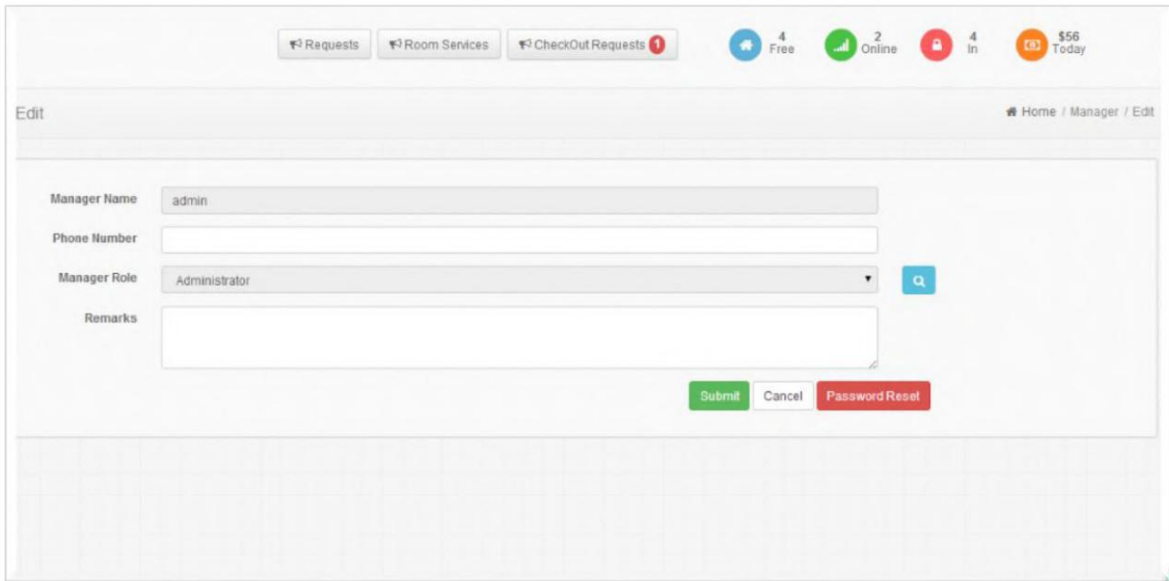 Requests Room Services CheckOut Requests 1 4 Free 2 Online 4 In $56 Today
Edit Home / Manager / Edit
Manager Name admin
Phone Number
Manager Role Administrator
Remarks
Submit Cancel Password Reset